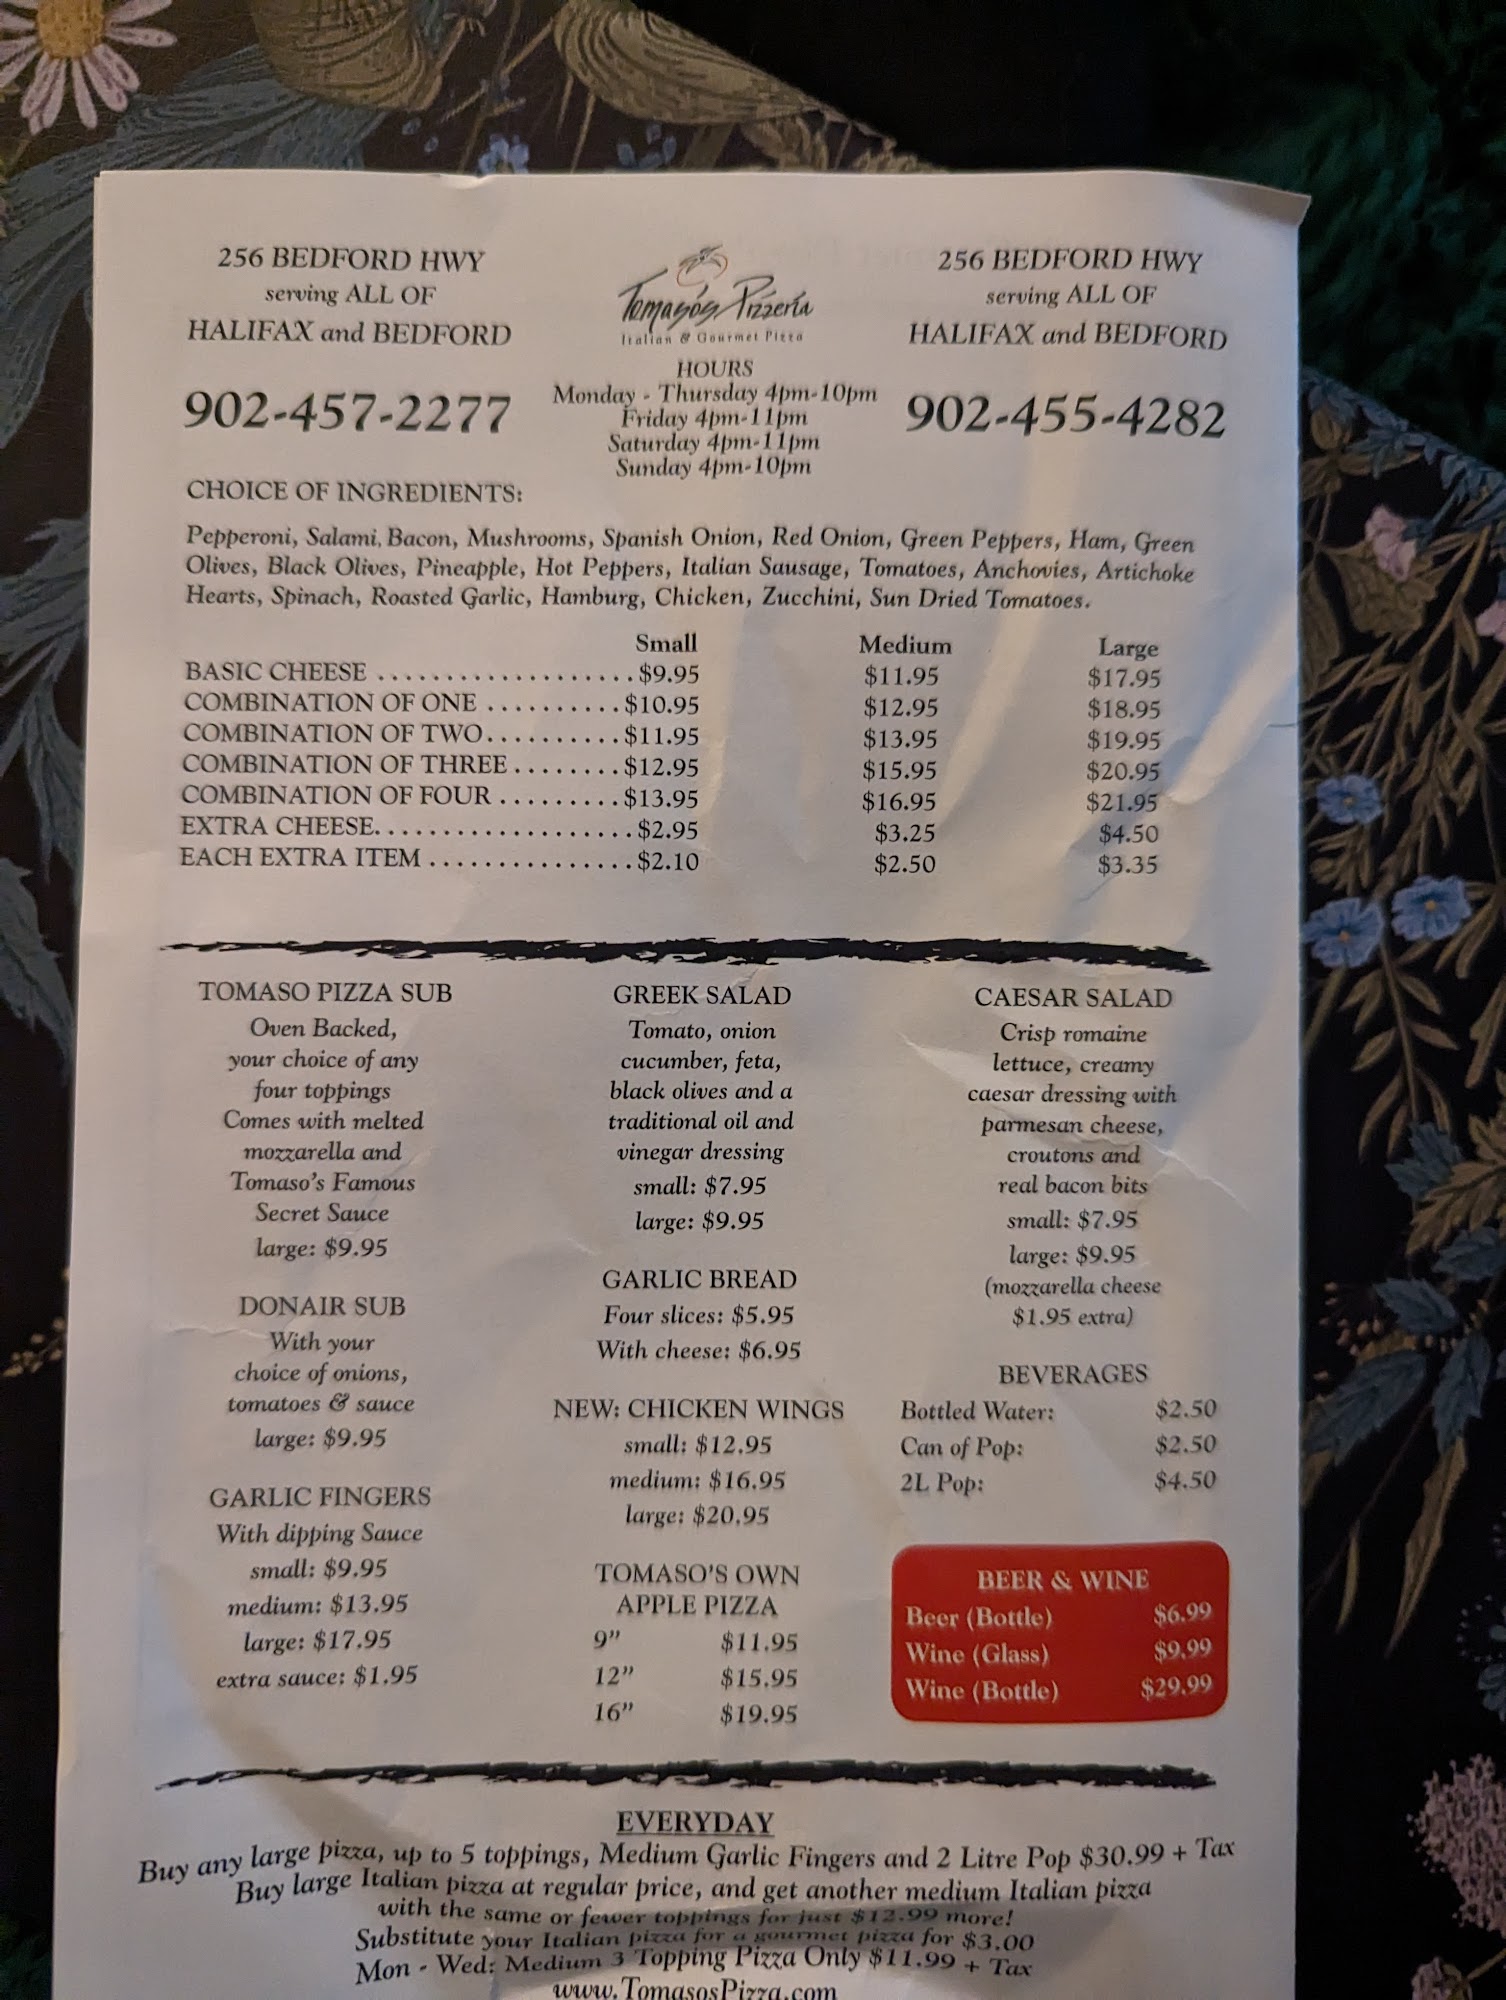 256 BEDFORD HWY
serving ALL OF
HALIFAX and BEDFORD
902-457-2277
Tomaso's Pizzeria
Italian & Gourmet Pizza
HOURS
Monday - Thursday 4pm-10pm
Friday 4pm-11pm
Saturday 4pm-11pm
Sunday 4pm-10pm
256 BEDFORD HWY
serving ALL OF
HALIFAX and BEDFORD
902-455-4282
CHOICE OF INGREDIENTS:
Pepperoni, Salami, Bacon, Mushrooms, Spanish Onion, Red Onion, Green Peppers, Ham, Green
Olives, Black Olives, Pineapple, Hot Peppers, Italian Sausage, Tomatoes, Anchovies, Artichoke
Hearts, Spinach, Roasted Garlic, Hamburg, Chicken, Zucchini, Sun Dried Tomatoes.
Small Medium Large
BASIC CHEESE ................... $9.95 $11.95 $17.95
COMBINATION OF ONE .......... $10.95 $12.95 $18.95
COMBINATION OF TWO.......... $11.95 $13.95 $19.95
COMBINATION OF THREE ........ $12.95 $15.95 $20.95
COMBINATION OF FOUR ......... $13.95 $16.95 $21.95
EXTRA CHEESE................... $2.95 $3.25 $4.50
EACH EXTRA ITEM ............... $2.10 $2.50 $3.35
TOMASO PIZZA SUB
Oven Backed,
your choice of any
four toppings
Comes with melted
mozzarella and
Tomaso's Famous
Secret Sauce
large: $9.95
DONAIR SUB
With your
choice of onions,
tomatoes & sauce
large: $9.95
GARLIC FINGERS
With dipping Sauce
small: $9.95
medium: $13.95
large: $17.95
extra sauce: $1.95
GREEK SALAD
Tomato, onion
cucumber, feta,
black olives and a
traditional oil and
vinegar dressing
small: $7.95
large: $9.95
GARLIC BREAD
Four slices: $5.95
With cheese: $6.95
NEW: CHICKEN WINGS
small: $12.95
medium: $16.95
large: $20.95
TOMASO'S OWN
APPLE PIZZA
9" $11.95
12" $15.95
16" $19.95
CAESAR SALAD
Crisp romaine
lettuce, creamy
caesar dressing with
parmesan cheese,
croutons and
real bacon bits
small: $7.95
large: $9.95
(mozzarella cheese
$1.95 extra)
BEVERAGES
Bottled Water: $2.50
Can of Pop: $2.50
2L Pop: $4.50
BEER & WINE
Beer (Bottle) $6.99
Wine (Glass) $9.99
Wine (Bottle) $29.99
EVERYDAY
Buy any large pizza, up to 5 toppings, Medium Garlic Fingers and 2 Litre Pop $30.99 + Tax
Buy large Italian pizza at regular price, and get another medium Italian pizza
with the same or fewer toppings for just $12.99 more!
Substitute your Italian pizza for a gourmet pizza for $3.00
Mon - Wed: Medium 3 Topping Pizza Only $11.99 + Tax
www.TomasosPizza.com